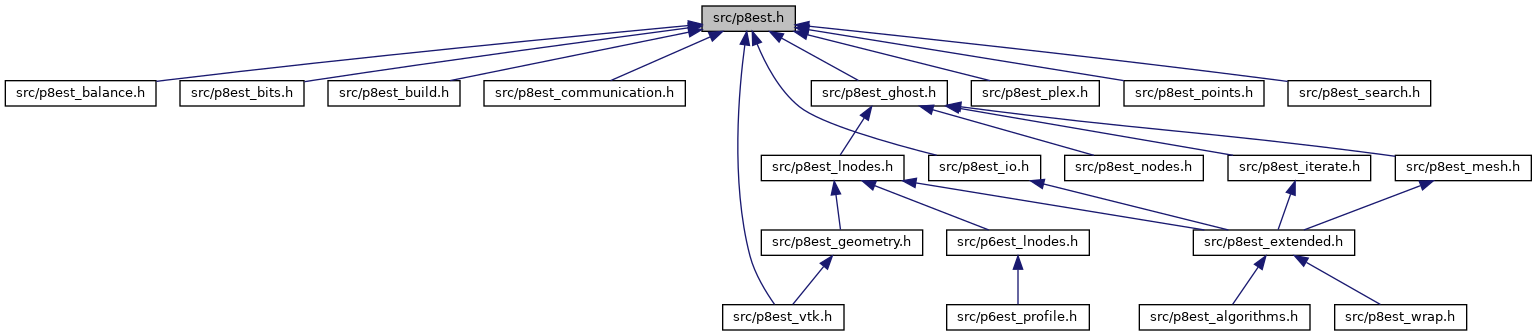 src/p8est.h
src/p8est_balance.h
src/p8est_bits.h
src/p8est_build.h
src/p8est_communication.h
src/p8est_ghost.h
src/p8est_plex.h
src/p8est_points.h
src/p8est_search.h
src/p8est_lnodes.h
src/p8est_io.h
src/p8est_nodes.h
src/p8est_iterate.h
src/p8est_mesh.h
src/p8est_geometry.h
src/p6est_lnodes.h
src/p8est_extended.h
src/p8est_vtk.h
src/p6est_profile.h
src/p8est_algorithms.h
src/p8est_wrap.h